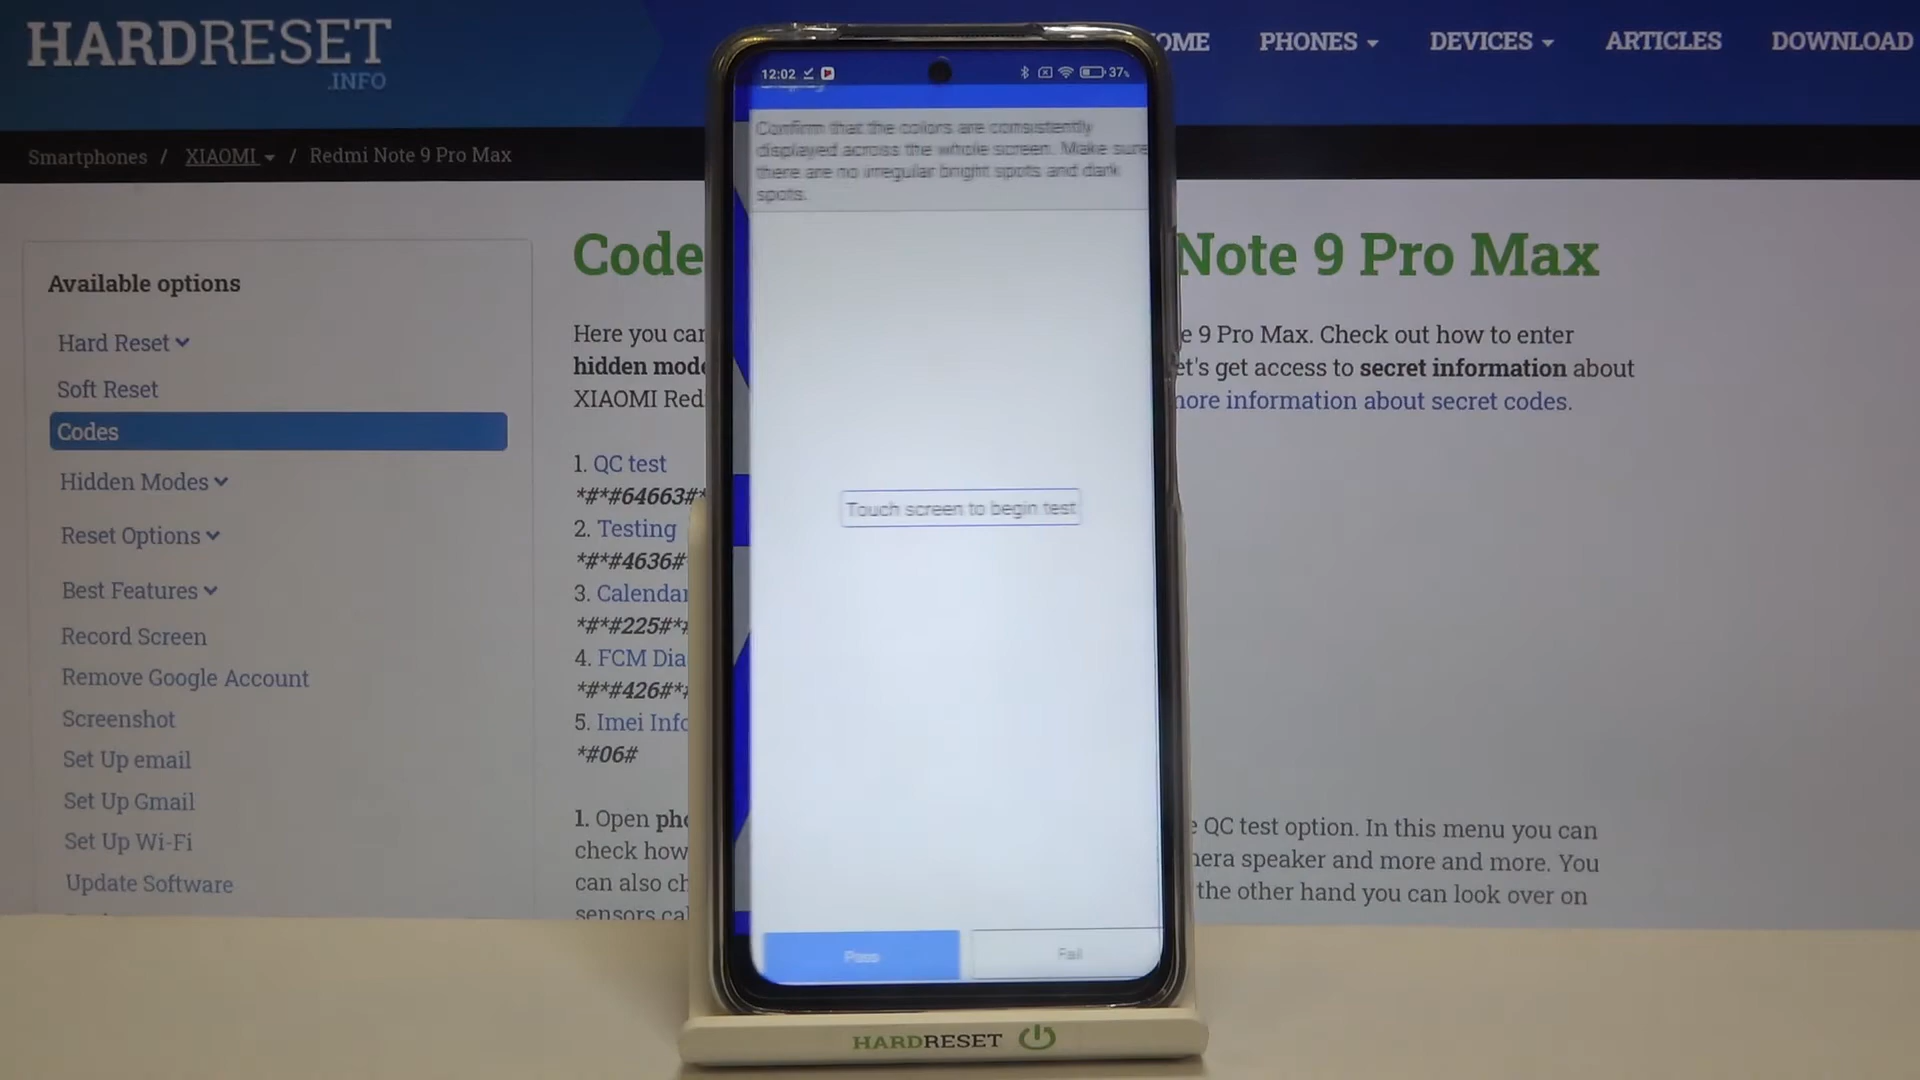 HARDRESET
.INFO
OME
PHONES
DEVICES
ARTICLES
DOWNLOAD
Smartphones / XIAOMI / Redmi Note 9 Pro Max
12:02
37%
Confirm that the colors are consistently
displayed across the whole screen. Make sure
there are no irregular bright spots and dark
spots.
Touch screen to begin test
Pass
Fail
Available options
Hard Reset
Soft Reset
Codes
Hidden Modes
Reset Options
Best Features
Record Screen
Remove Google Account
Screenshot
Set Up email
Set Up Gmail
Set Up Wi-Fi
Update Software
Code Note 9 Pro Max
Here you can e 9 Pro Max. Check out how to enter
hidden mode et's get access to secret information about
XIAOMI Red more information about secret codes.
1. QC test
*#*#64663#*
2. Testing
*#*#4636#
3. Calendar
*#*#225#*
4. FCM Dia
*#*#426#*
5. Imei Info
*#06#
1. Open pho e QC test option. In this menu you can
check how mera speaker and more and more. You
can also ch the other hand you can look over on
sensors cal
HARDRESET